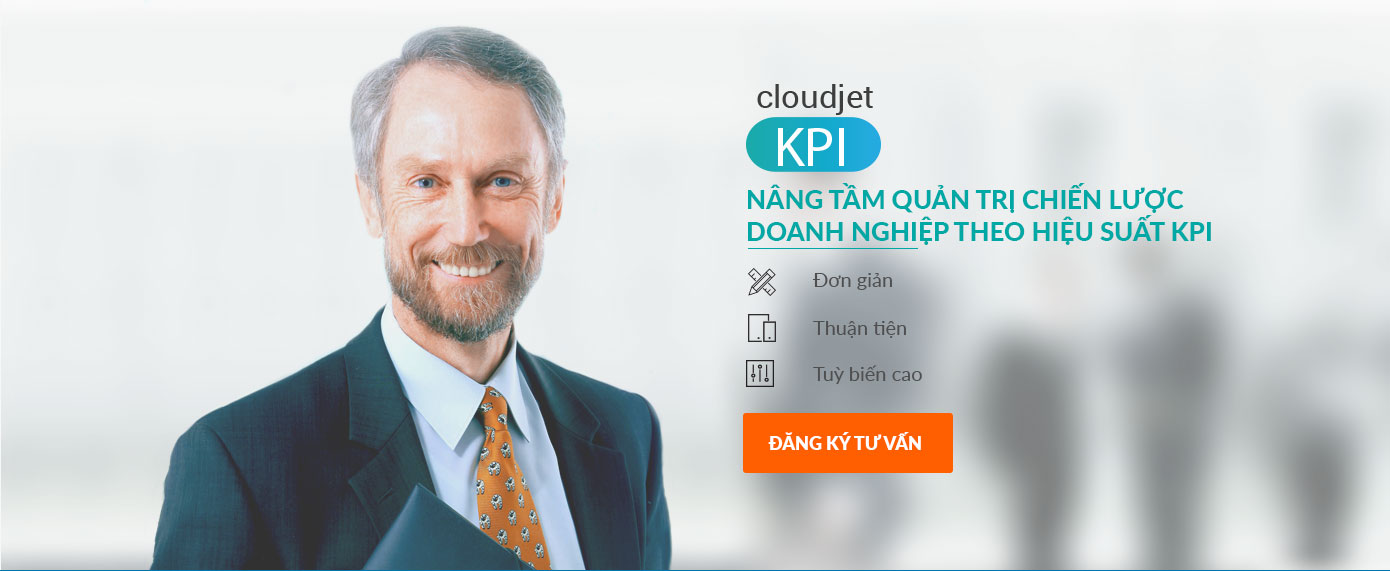 cloudjet
KPI
NÂNG TẦM QUẢN TRỊ CHIẾN LƯỢC
DOANH NGHIỆP THEO HIỆU SUẤT KPI
Đơn giản
Thuận tiện
Tuỳ biến cao
ĐĂNG KÝ TƯ VẤN